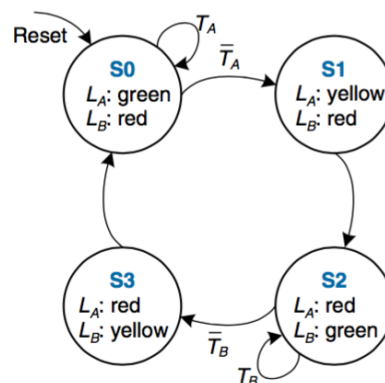 Reset
T_A
T̅_A
S0
L_A: green
L_B: red
S1
L_A: yellow
L_B: red
S3
L_A: red
L_B: yellow
S2
L_A: red
L_B: green
T̅_B
T_B